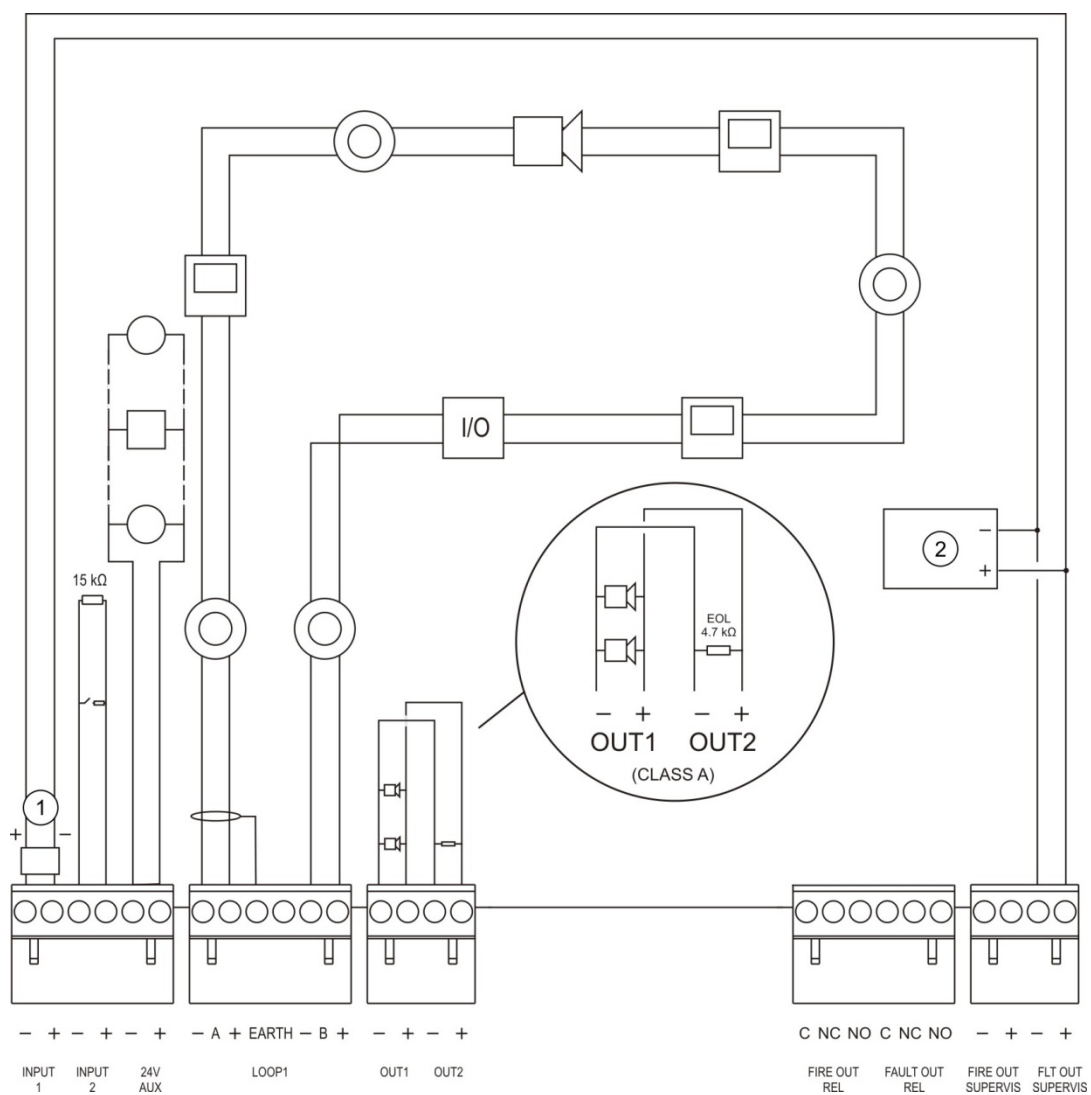 I/O
2
−
+
15 kΩ
EOL
4.7 kΩ
− + − +
OUT1 OUT2
(CLASS A)
1
+ −
− + − + − +
− A + EARTH − B +
− + − +
C NC NO C NC NO
− + − +
INPUT
1
INPUT
2
24V
AUX
LOOP1
OUT1
OUT2
FIRE OUT
REL
FAULT OUT
REL
FIRE OUT
SUPERVIS
FLT OUT
SUPERVIS